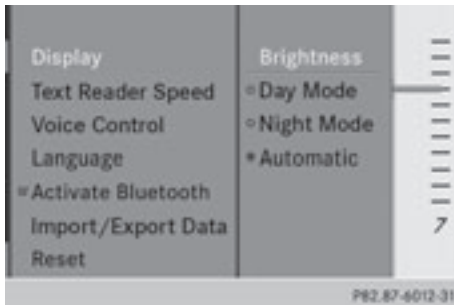 Display
Text Reader Speed
Voice Control
Language
Activate Bluetooth
Import/Export Data
Reset
Brightness
Day Mode
Night Mode
Automatic
7
P82.87-6012-31